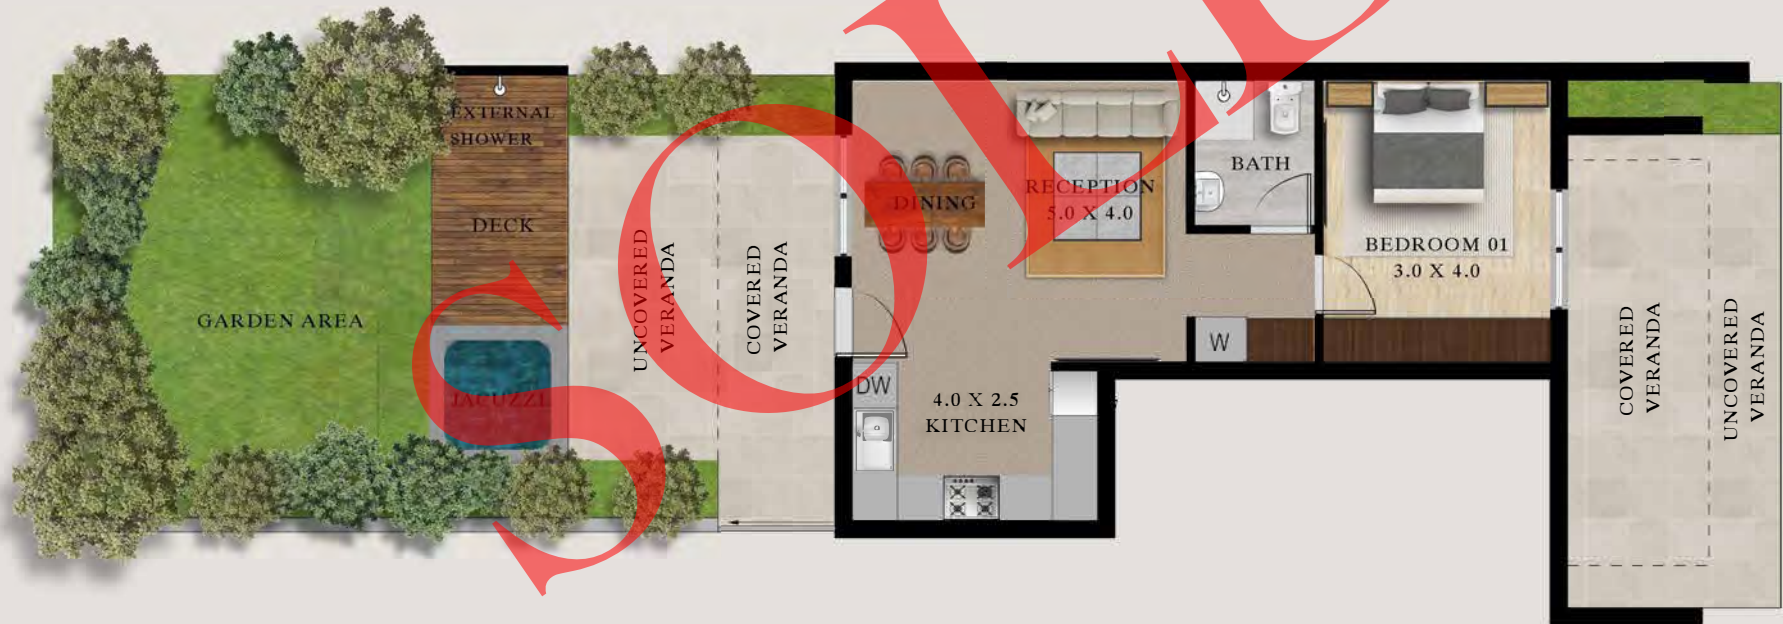 SOLD
EXTERNAL
SHOWER
DECK
GARDEN AREA
JACUZZI
UNCOVERED
VERANDA
COVERED
VERANDA
DINING
RECEPTION
5.0 X 4.0
BATH
BEDROOM 01
3.0 X 4.0
W
DW
4.0 X 2.5
KITCHEN
COVERED
VERANDA
UNCOVERED
VERANDA